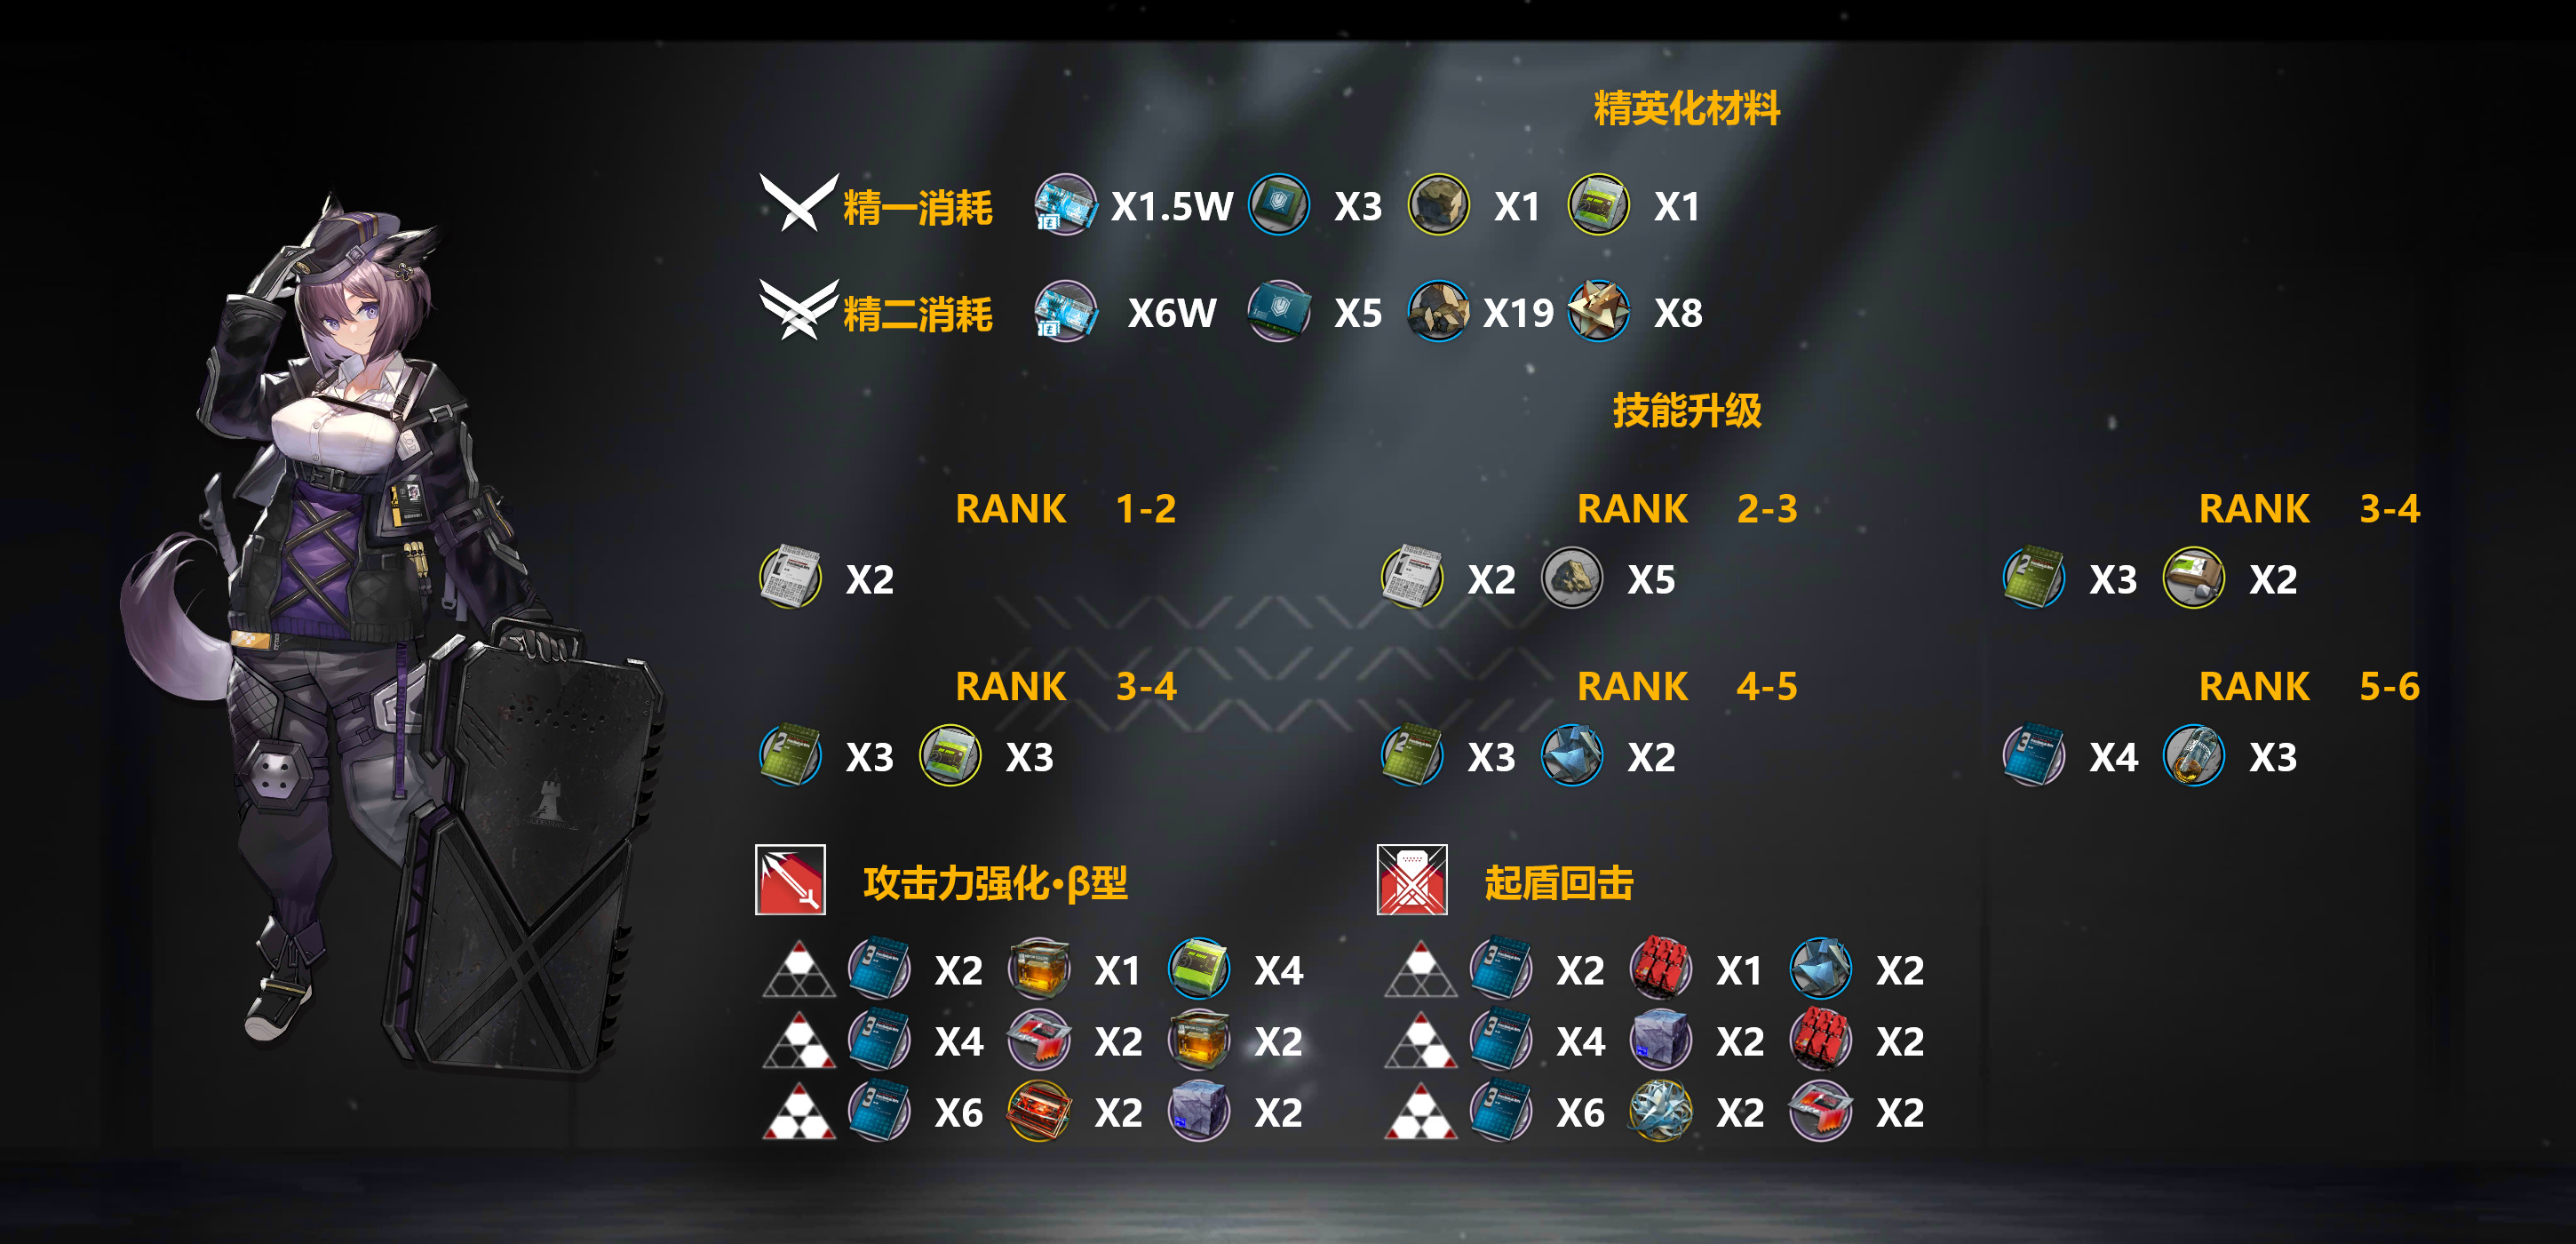 精英化材料
精一消耗 X1.5W X3 X1 X1
精二消耗 X6W X5 X19 X8
技能升级
RANK 1-2 RANK 2-3 RANK 3-4
X2 X2 X5 X3 X2
RANK 3-4 RANK 4-5 RANK 5-6
X3 X3 X3 X2 X4 X3
攻击力强化·β型 起盾回击
X2 X1 X4 X2 X1 X2
X4 X2 X2 X4 X2 X2
X6 X2 X2 X6 X2 X2